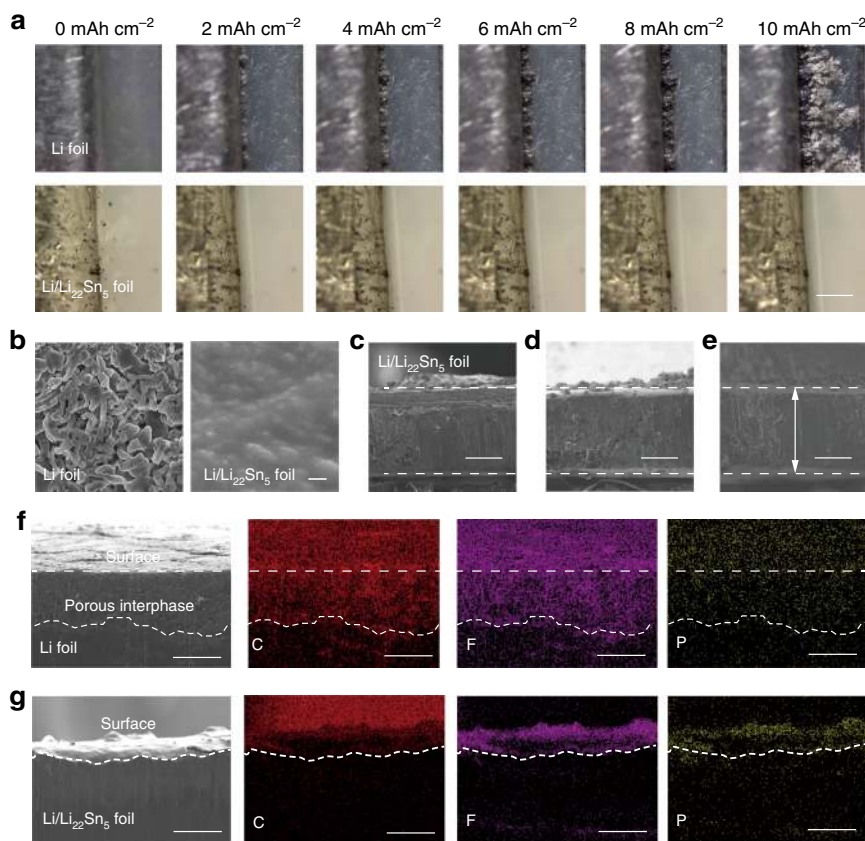 a
0 mAh cm⁻² 2 mAh cm⁻² 4 mAh cm⁻² 6 mAh cm⁻² 8 mAh cm⁻² 10 mAh cm⁻²
Li foil
Li/Li₂₂Sn₅ foil
b
Li foil
Li/Li₂₂Sn₅ foil
c
Li/Li₂₂Sn₅ foil
d
e
f
Surface
Porous interphase
Li foil
C
F
P
g
Surface
Li/Li₂₂Sn₅ foil
C
F
P